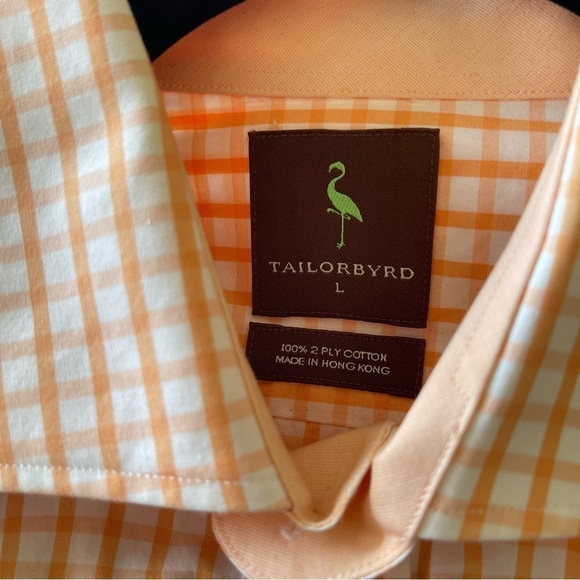 TAILORBYRD
L
100% 2 PLY COTTON
MADE IN HONG KONG